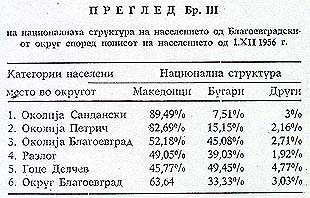 ПРЕГЛЕД Бр. III
на националната структура на населението од Благоевградски-
от округ според пописот на населението од 1.XII 1956 г.
Категории населени Национална структура
место во округот Македонци Бугари Други
1. Околија Сандански 89,49% 7,51% 3%
2. Околија Петрич 82,69% 15,15% 2,16%
3. Околија Благоевград 52,18% 45,08% 2,71%
4. Разлог 49,05% 39,03% 1,92%
5. Гоце Делчев 45,77% 49,45% 4,77%
6. Округ Благоевград 63,64 33,33% 3,03%